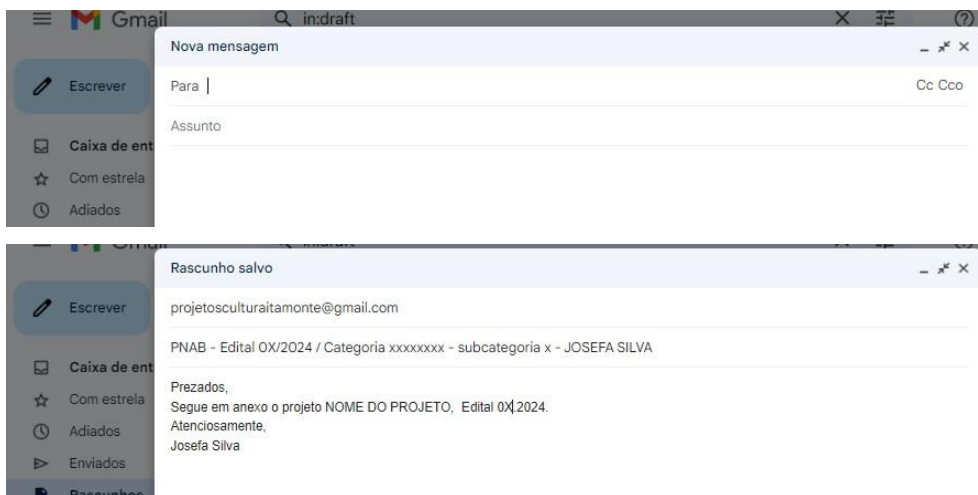 Gmail
in:draft
Nova mensagem
Escrever
Para
Cc Cco
Assunto
Caixa de ent
Com estrela
Adiados
Rascunho salvo
Escrever
projetosculturaitamonte@gmail.com
PNAB - Edital 0X/2024 / Categoria xxxxxxxx - subcategoria x - JOSEFA SILVA
Caixa de ent
Prezados,
Com estrela
Segue em anexo o projeto NOME DO PROJETO, Edital 0X.2024.
Adiados
Atenciosamente,
Josefa Silva
Enviados
Rascunhos